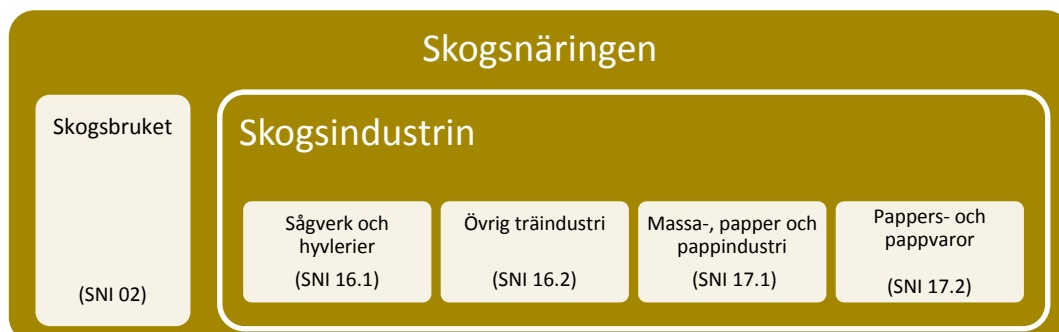 Skogsnäringen
Skogsbruket
(SNI 02)
Skogsindustrin
Sågverk och
hyvlerier
(SNI 16.1)
Övrig träindustri
(SNI 16.2)
Massa-, papper och
pappindustri
(SNI 17.1)
Pappers- och
pappvaror
(SNI 17.2)